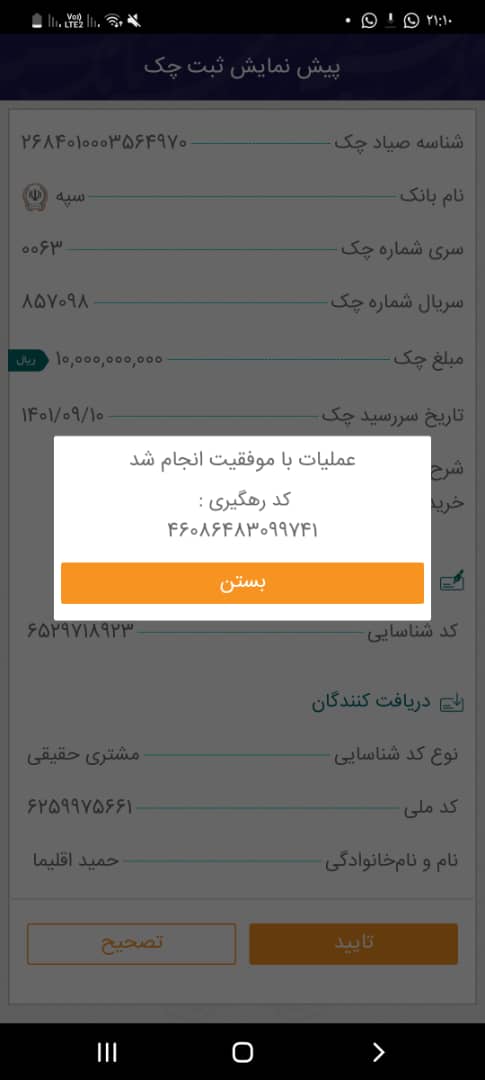 ۲۱:۱۰
Vo)) LTE2
پیش نمایش ثبت چک
شناسه صیاد چک ۲۶۸۴۰۱۰۰۰۳۵۶۴۹۷۰
نام بانک سپه
سری شماره چک ۰۰۶۳
سریال شماره چک ۸۵۷۰۹۸
مبلغ چک ۱۰,۰۰۰,۰۰۰,۰۰۰ ریال
تاریخ سررسید چک ۱۴۰۱/۰۹/۱۰
شرح
خرید
عملیات با موفقیت انجام شد
کد رهگیری :
۴۶۰۸۶۴۸۳۰۹۹۷۴۱
بستن
کد شناسایی ۶۵۲۹۷۱۸۹۲۳
دریافت کنندگان
نوع کد شناسایی مشتری حقیقی
کد ملی ۶۲۵۹۹۷۵۶۶۱
نام و نام‌خانوادگی حمید اقلیما
تایید
تصحیح